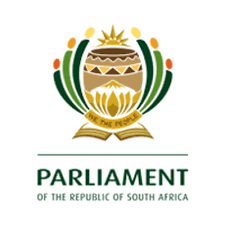 WE THE PEOPLE
PARLIAMENT
OF THE REPUBLIC OF SOUTH AFRICA